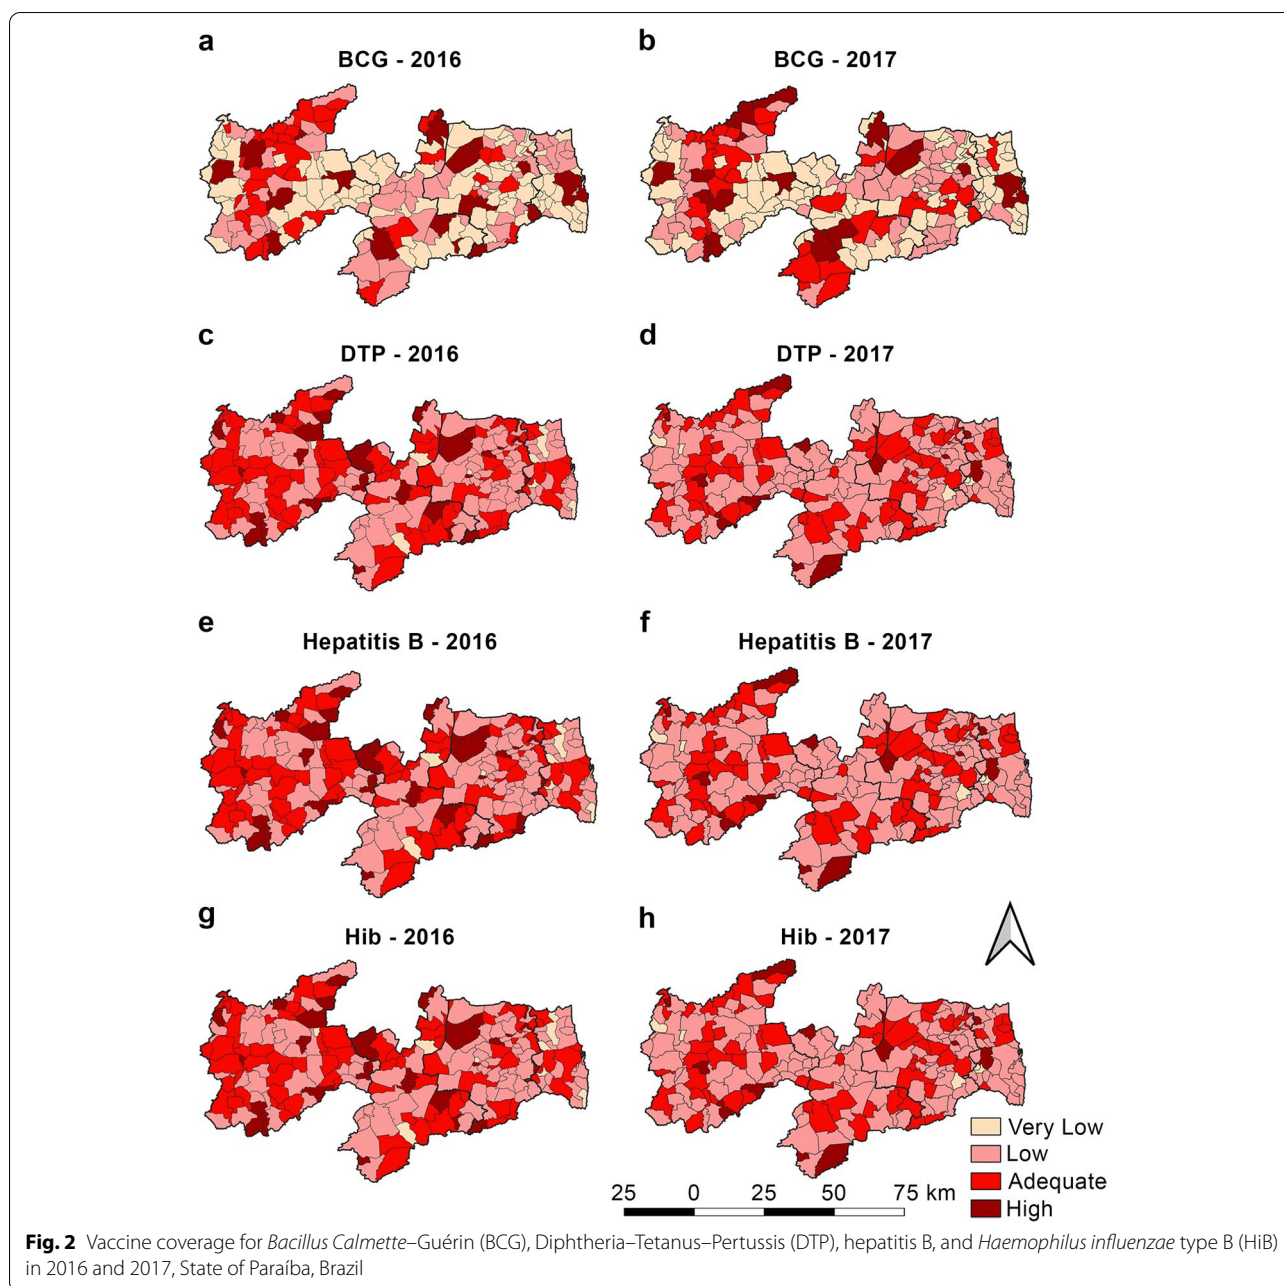 a
BCG - 2016
b
BCG - 2017
c
DTP - 2016
d
DTP - 2017
e
Hepatitis B - 2016
f
Hepatitis B - 2017
g
Hib - 2016
h
Hib - 2017
Very Low
Low
Adequate
High
25 0 25 50 75 km
Fig. 2 Vaccine coverage for Bacillus Calmette–Guérin (BCG), Diphtheria–Tetanus–Pertussis (DTP), hepatitis B, and Haemophilus influenzae type B (HiB)
in 2016 and 2017, State of Paraíba, Brazil